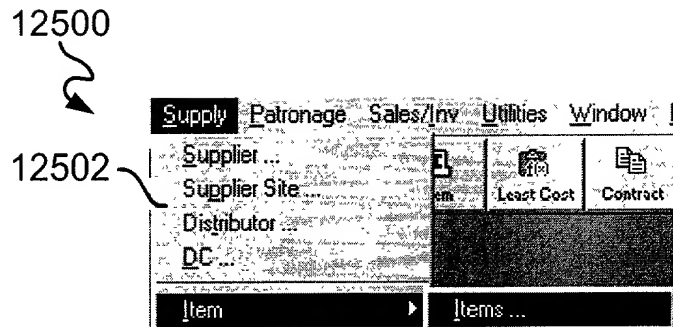 12500
Supply Patronage Sales/Inv Utilities Window
12502
Supplier ...
Supplier Site ...
Distributor ...
DC ...
Least Cost Contract
Item Items ...